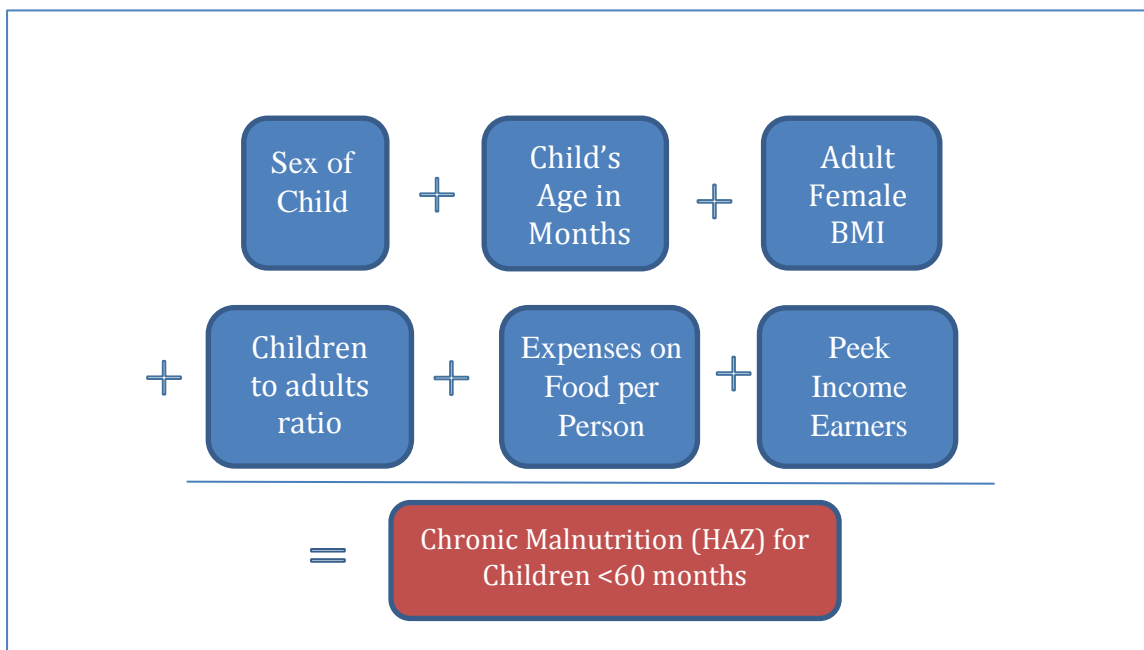 Sex of
Child
+
Child's
Age in
Months
+
Adult
Female
BMI
+
Children
to adults
ratio
+
Expenses on
Food per
Person
+
Peek
Income
Earners
=
Chronic Malnutrition (HAZ) for
Children <60 months